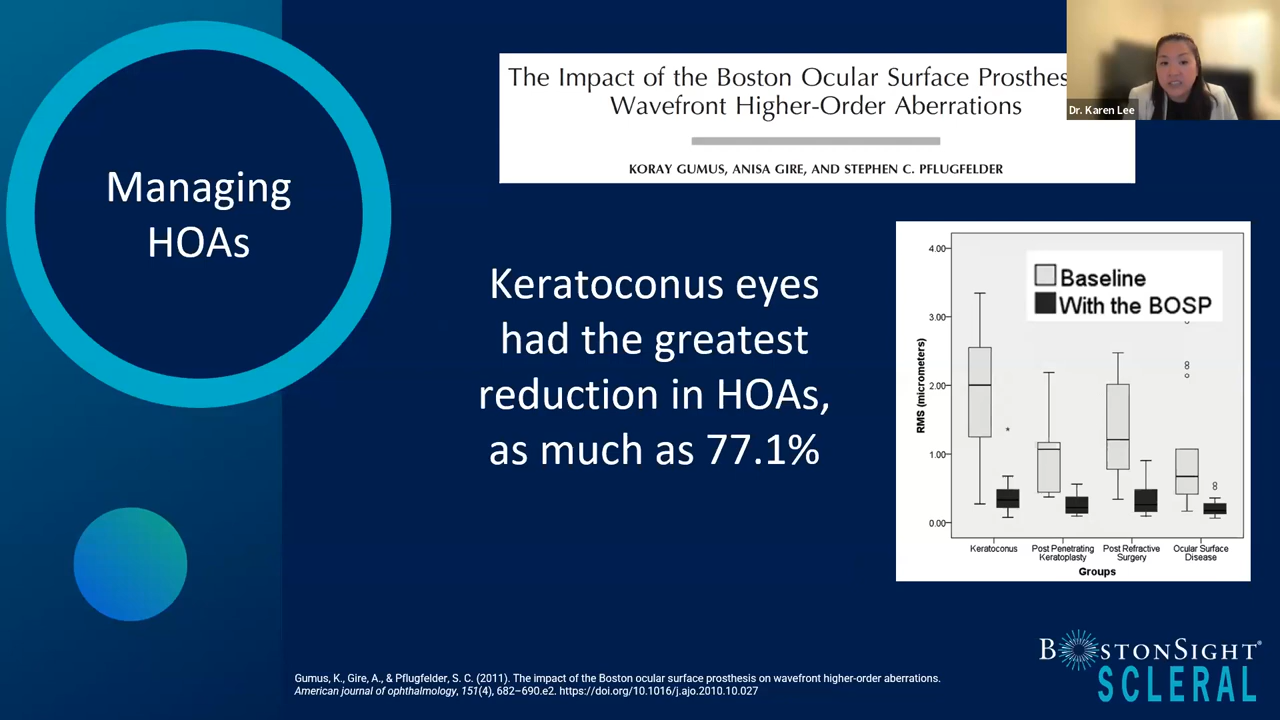 Managing
HOAs
The Impact of the Boston Ocular Surface Prosthes
Wavefront Higher-Order Aberrations
KORAY GUMUS, ANISA GIRE, AND STEPHEN C. PFLUGFELDER
Dr. Karen Lee
Keratoconus eyes
had the greatest
reduction in HOAs,
as much as 77.1%
Baseline
With the BOSP
RMS (micrometers)
4.00
3.00
2.00
1.00
0.00
Keratoconus
Post Penetrating
Keratoplasty
Post Refractive
Surgery
Ocular Surface
Disease
Groups
Gumus, K., Gire, A., & Pflugfelder, S. C. (2011). The impact of the Boston ocular surface prosthesis on wavefront higher-order aberrations.
American journal of ophthalmology, 151(4), 682–690.e2. https://doi.org/10.1016/j.ajo.2010.10.027
BOSTONSIGHT®
SCLERAL